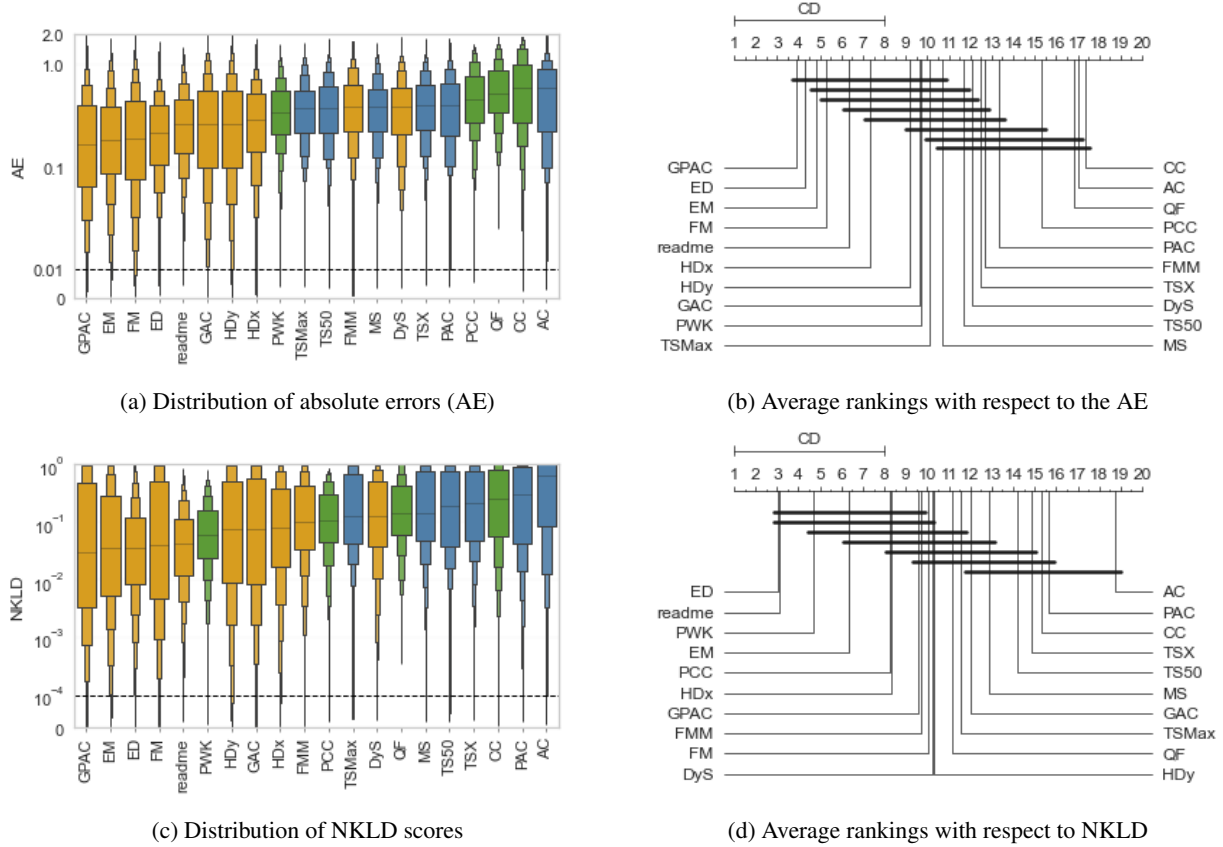 2.0
1.0
AE
0.1
0.01
0
GPAC EM FM ED readme GAC HDy HDx PWK TSMax TS50 FMM MS DyS TSX PAC PCC QF CC AC
(a) Distribution of absolute errors (AE)
CD
1 2 3 4 5 6 7 8 9 10 11 12 13 14 15 16 17 18 19 20
GPAC CC
ED AC
EM QF
FM PCC
readme PAC
HDx FMM
HDy TSX
GAC DyS
PWK TS50
TSMax MS
(b) Average rankings with respect to the AE
10⁰
10⁻¹
NKLD
10⁻²
10⁻³
10⁻⁴
0
GPAC EM ED FM readme PWK HDy GAC HDx FMM PCC TSMax DyS QF MS TS50 TSX CC PAC AC
(c) Distribution of NKLD scores
CD
1 2 3 4 5 6 7 8 9 10 11 12 13 14 15 16 17 18 19 20
ED AC
readme PAC
PWK CC
EM TSX
PCC TS50
HDx MS
GPAC GAC
FMM TSMax
FM QF
DyS HDy
(d) Average rankings with respect to NKLD